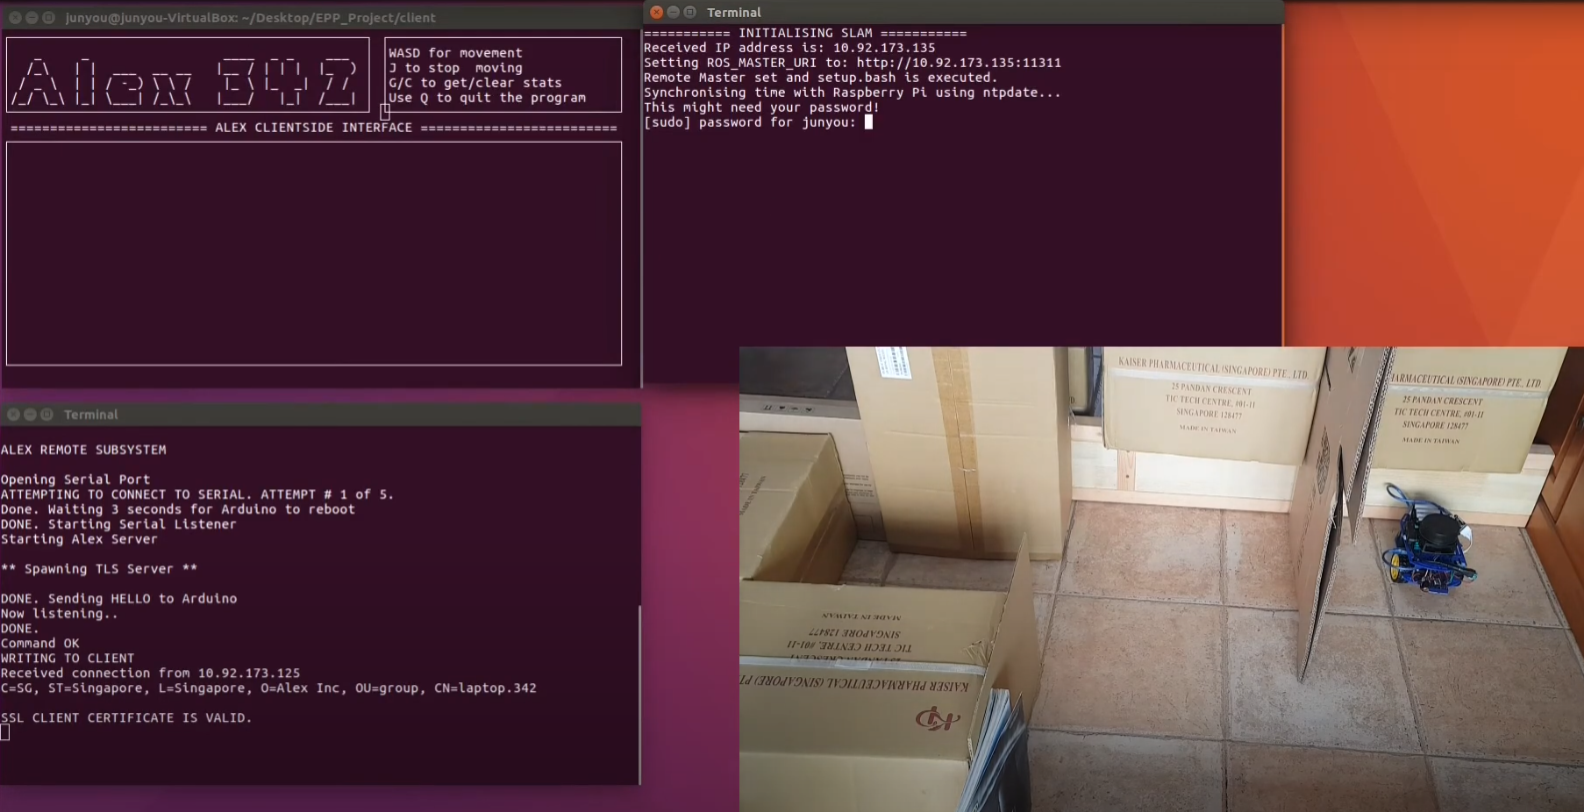 junyou@junyou-VirtualBox: ~/Desktop/EPP_Project/client
Alex 342
WASD for movement
J to stop  moving
G/C to get/clear stats
Use Q to quit the program
========================= ALEX CLIENTSIDE INTERFACE =========================
Terminal
=========== INITIALISING SLAM ===========
Received IP address is: 10.92.173.135
Setting ROS_MASTER_URI to: http://10.92.173.135:11311
Remote Master set and setup.bash is executed.
Synchronising time with Raspberry Pi using ntpdate...
This might need your password!
[sudo] password for junyou:
Terminal
ALEX REMOTE SUBSYSTEM
Opening Serial Port
ATTEMPTING TO CONNECT TO SERIAL. ATTEMPT # 1 of 5.
Done. Waiting 3 seconds for Arduino to reboot
DONE. Starting Serial Listener
Starting Alex Server
** Spawning TLS Server **
DONE. Sending HELLO to Arduino
Now listening..
DONE.
Command OK
WRITING TO CLIENT
Received connection from 10.92.173.125
C=SG, ST=Singapore, L=Singapore, O=Alex Inc, OU=group, CN=laptop.342
SSL CLIENT CERTIFICATE IS VALID.
KAISER PHARMACEUTICAL (SINGAPORE) PTE., LTD
25 PANDAN CRESCENT
TIC TECH CENTRE, #01-11
SINGAPORE 128477
MADE IN TAIWAN
(SINGAPORE) PTE., LTD
25 PANDAN CRESCENT
TIC TECH CENTRE, #01-11
SINGAPORE 128477
MADE IN TAIWAN
MADE IN TAIWAN
SINGAPORE 128477
TIC TECH CENTRE, #01-11
KAISER PHARMACEUTICAL (SINGAPORE)